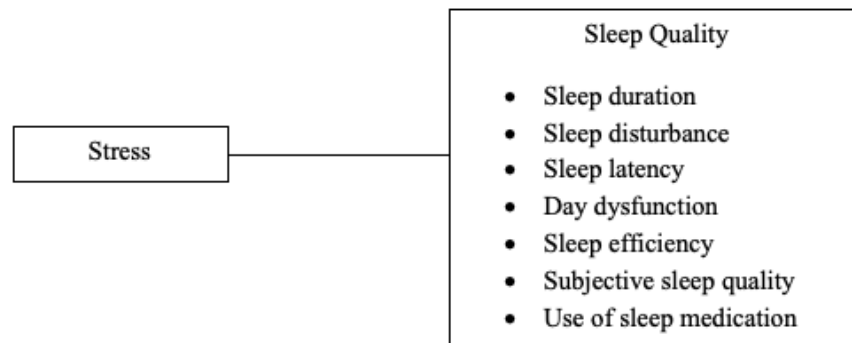 Sleep Quality
Stress
• Sleep duration
• Sleep disturbance
• Sleep latency
• Day dysfunction
• Sleep efficiency
• Subjective sleep quality
• Use of sleep medication